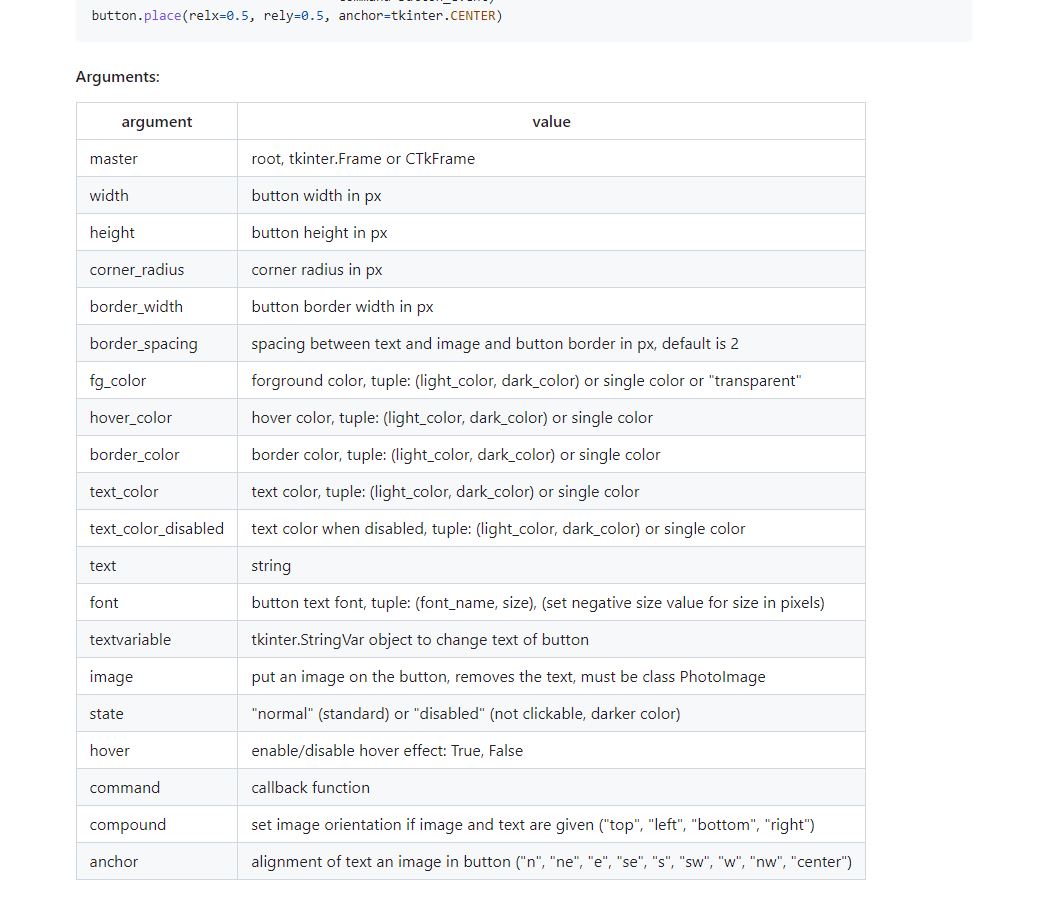 button.place(relx=0.5, rely=0.5, anchor=tkinter.CENTER)
Arguments:
argument value
master root, tkinter.Frame or CTkFrame
width button width in px
height button height in px
corner_radius corner radius in px
border_width button border width in px
border_spacing spacing between text and image and button border in px, default is 2
fg_color forground color, tuple: (light_color, dark_color) or single color or "transparent"
hover_color hover color, tuple: (light_color, dark_color) or single color
border_color border color, tuple: (light_color, dark_color) or single color
text_color text color, tuple: (light_color, dark_color) or single color
text_color_disabled text color when disabled, tuple: (light_color, dark_color) or single color
text string
font button text font, tuple: (font_name, size), (set negative size value for size in pixels)
textvariable tkinter.StringVar object to change text of button
image put an image on the button, removes the text, must be class PhotoImage
state "normal" (standard) or "disabled" (not clickable, darker color)
hover enable/disable hover effect: True, False
command callback function
compound set image orientation if image and text are given ("top", "left", "bottom", "right")
anchor alignment of text an image in button ("n", "ne", "e", "se", "s", "sw", "w", "nw", "center")